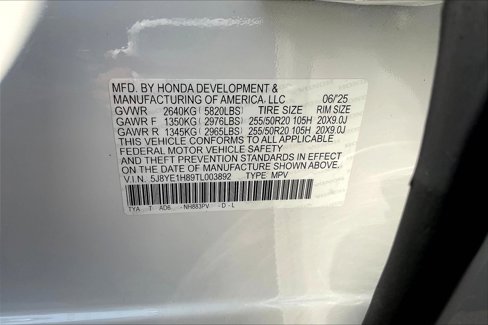 MFD. BY HONDA DEVELOPMENT &
MANUFACTURING OF AMERICA, LLC 06/25
GVWR 2640KG 5820LBS TIRE SIZE RIM SIZE
GAWR F 1350KG 2976LBS 255/50R20 105H 20X9.0J
GAWR R 1345KG 2965LBS 255/50R20 105H 20X9.0J
THIS VEHICLE CONFORMS TO ALL APPLICABLE
FEDERAL MOTOR VEHICLE SAFETY
AND THEFT PREVENTION STANDARDS IN EFFECT
ON THE DATE OF MANUFACTURE SHOWN ABOVE.
V.I.N. 5J8YE1H89TL003892 TYPE MPV
TYA T AD6 - NH883PV - D - L